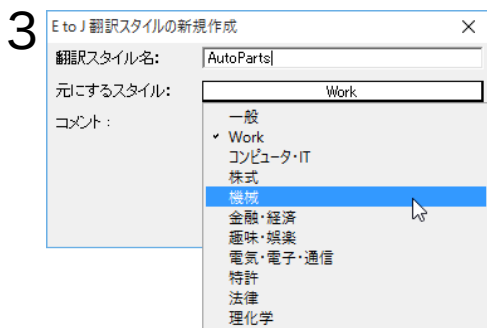 3
E to J 翻訳スタイルの新規作成
翻訳スタイル名: AutoParts
元にするスタイル: Work
コメント:
一般
Work
コンピュータ・IT
株式
機械
金融・経済
趣味・娯楽
電気・電子・通信
特許
法律
理化学